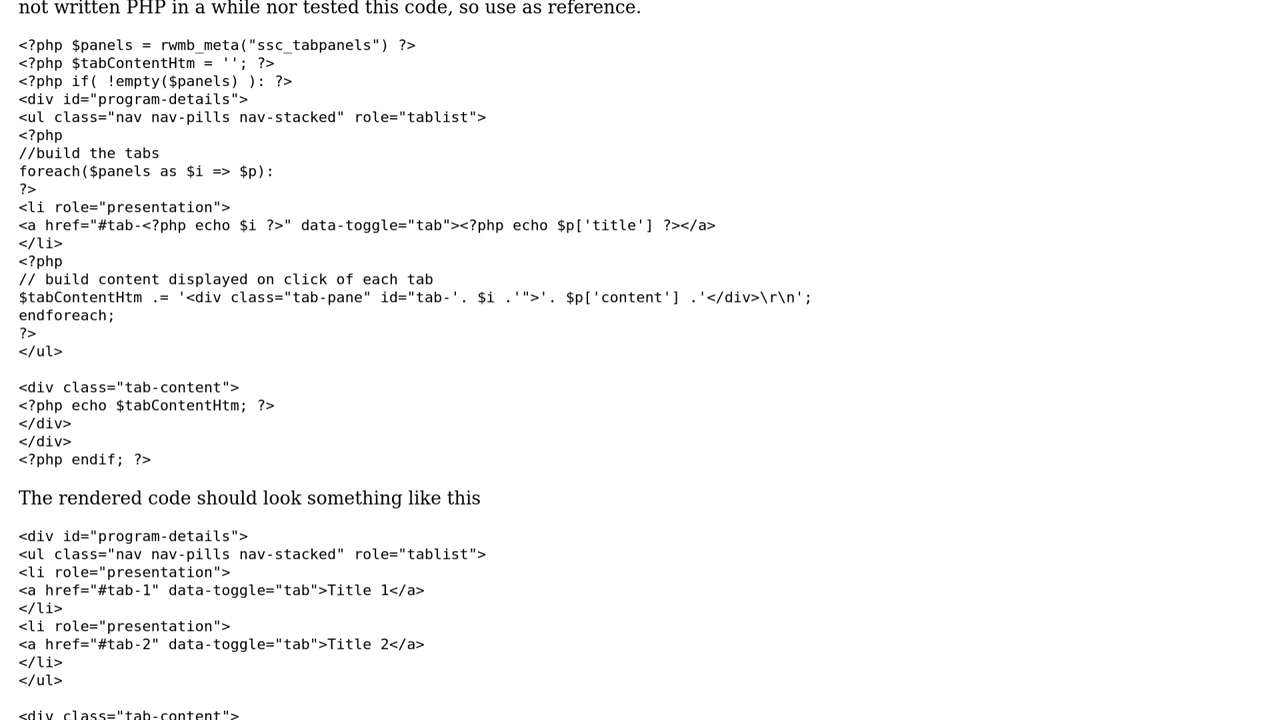 not written PHP in a while nor tested this code, so use as reference.
<?php $panels = rwmb_meta("ssc_tabpanels") ?>
<?php $tabContentHtm = ''; ?>
<?php if( !empty($panels) ): ?>
<div id="program-details">
<ul class="nav nav-pills nav-stacked" role="tablist">
<?php
//build the tabs
foreach($panels as $i => $p):
?>
<li role="presentation">
<a href="#tab-<?php echo $i ?>" data-toggle="tab"><?php echo $p['title'] ?></a>
</li>
<?php
// build content displayed on click of each tab
$tabContentHtm .= '<div class="tab-pane" id="tab-'. $i .'">'. $p['content'] .'</div>\r\n';
endforeach;
?>
</ul>

<div class="tab-content">
<?php echo $tabContentHtm; ?>
</div>
</div>
<?php endif; ?>
The rendered code should look something like this
<div id="program-details">
<ul class="nav nav-pills nav-stacked" role="tablist">
<li role="presentation">
<a href="#tab-1" data-toggle="tab">Title 1</a>
</li>
<li role="presentation">
<a href="#tab-2" data-toggle="tab">Title 2</a>
</li>
</ul>

<div class="tab-content">